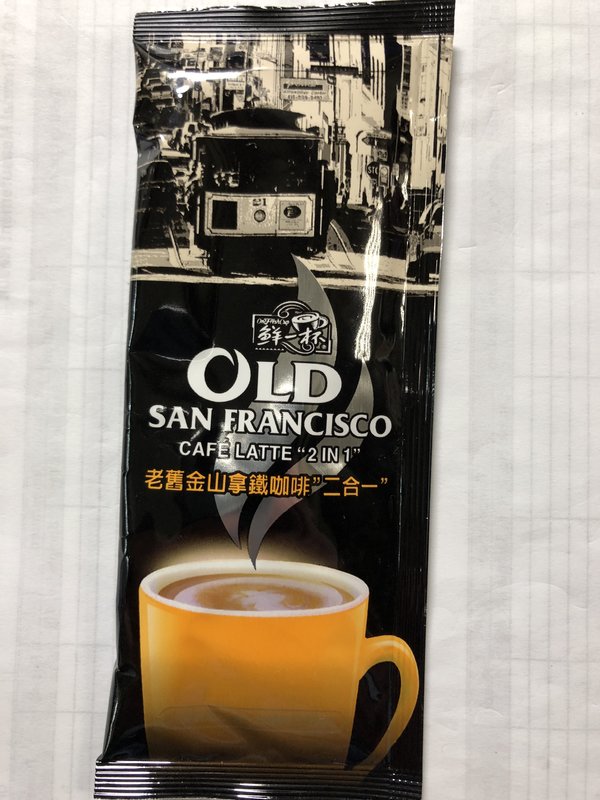 STO
鮮一杯
OLD
SAN FRANCISCO
CAFÉ LATTE “2 IN 1”
老舊金山拿鐵咖啡”二合一”